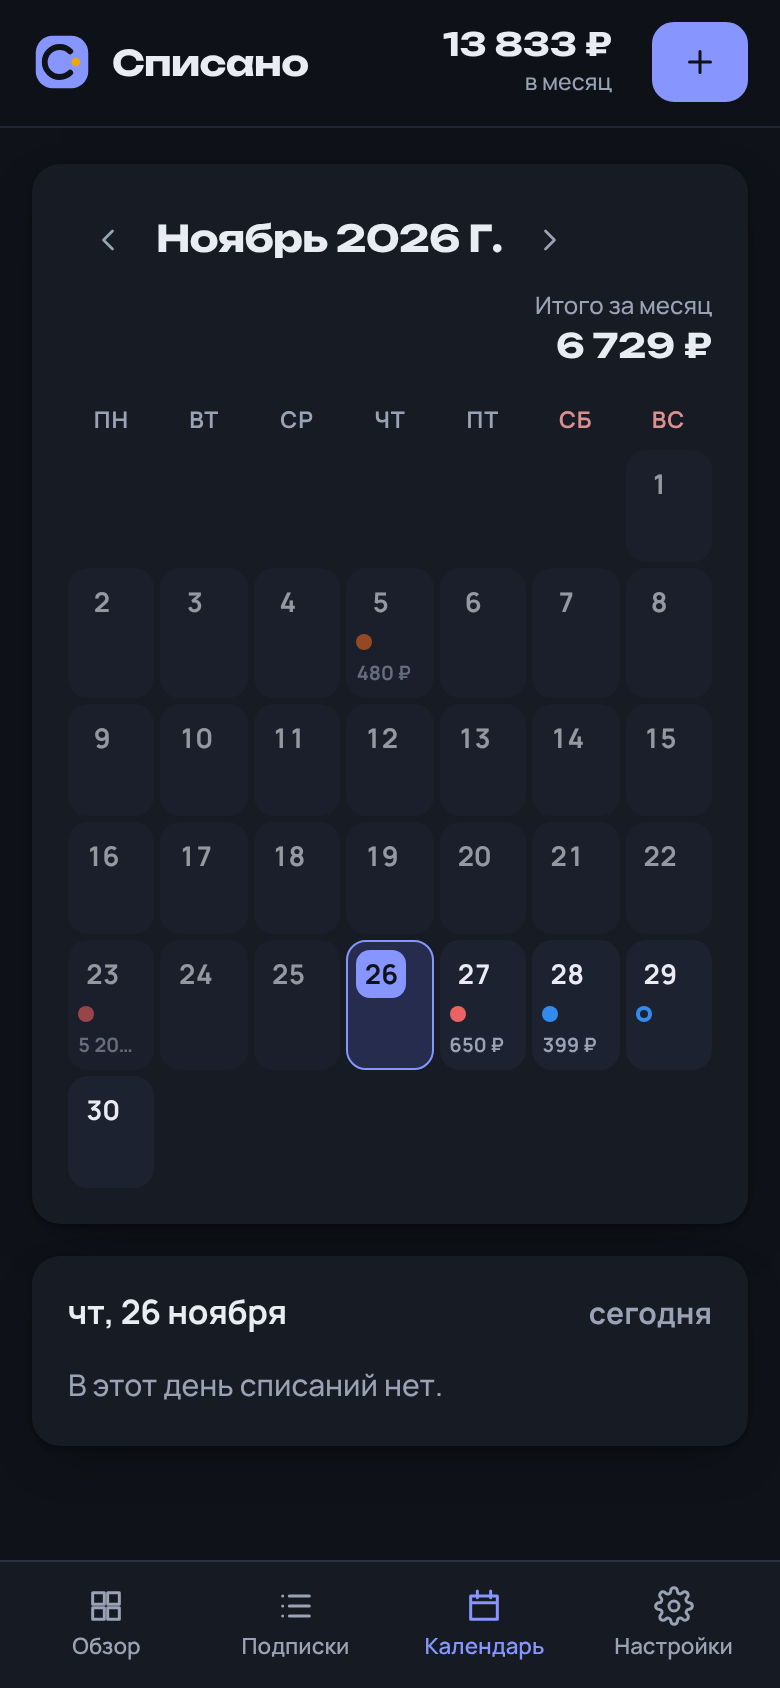 Списано
13 833 ₽
в месяц
Ноябрь 2026 Г.
Итого за месяц
6 729 ₽
ПН ВТ СР ЧТ ПТ СБ ВС
1
2 3 4 5 6 7 8
480 ₽
9 10 11 12 13 14 15
16 17 18 19 20 21 22
23 24 25 26 27 28 29
5 20... 650 ₽ 399 ₽
30
чт, 26 ноября сегодня
В этот день списаний нет.
Обзор Подписки Календарь Настройки